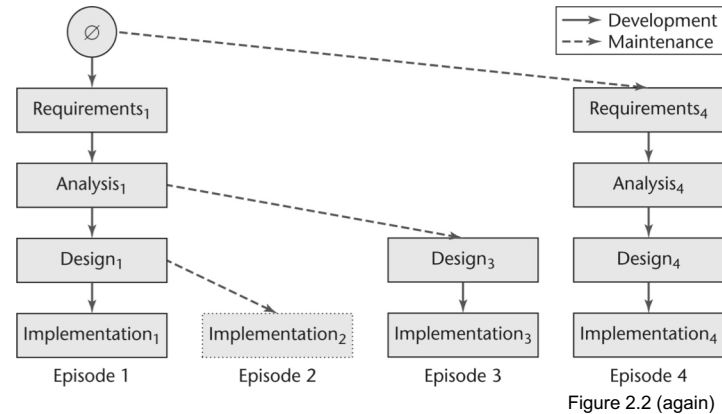 ∅
Development
Maintenance
Requirements₁
Requirements₄
Analysis₁
Analysis₄
Design₁
Design₃
Design₄
Implementation₁
Implementation₂
Implementation₃
Implementation₄
Episode 1
Episode 2
Episode 3
Episode 4
Figure 2.2 (again)